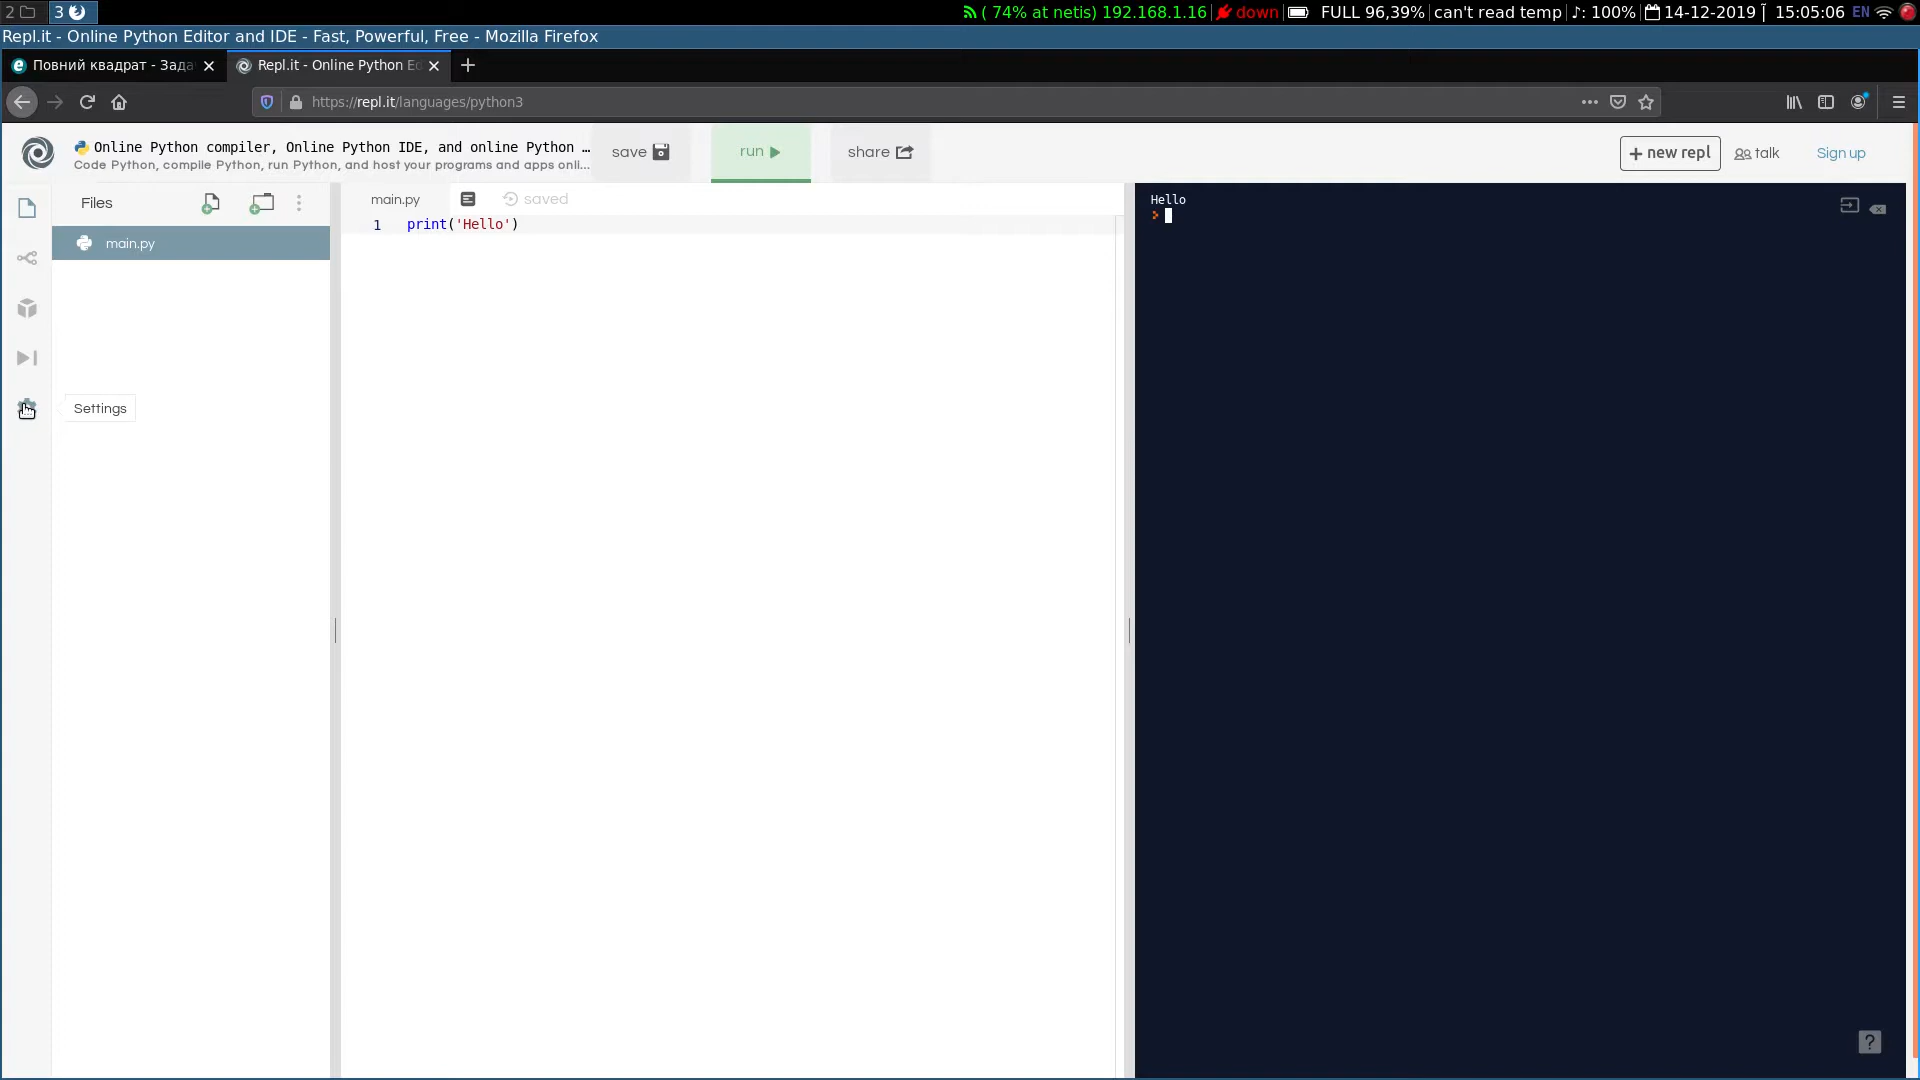 2 3 ( 74% at netis) 192.168.1.16 down FULL 96,39% can't read temp ♪: 100% 14-12-2019 15:05:06 EN
Repl.it - Online Python Editor and IDE - Fast, Powerful, Free - Mozilla Firefox
Повний квадрат - Зада Repl.it - Online Python Ed
https://repl.it/languages/python3
Online Python compiler, Online Python IDE, and online Python …
Code Python, compile Python, run Python, and host your programs and apps onli...
save run share + new repl talk Sign up
Files
main.py
Settings
main.py saved
1 print('Hello')
Hello
>
?